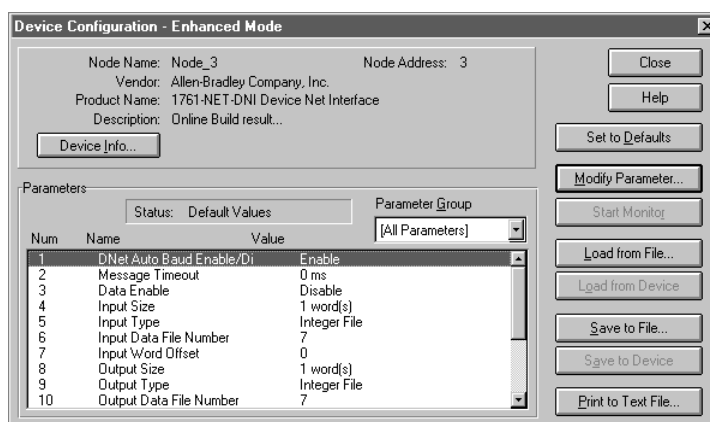 Device Configuration - Enhanced Mode
Node Name: Node_3 Node Address: 3
Vendor: Allen-Bradley Company, Inc.
Product Name: 1761-NET-DNI Device Net Interface
Description: Online Build result...
Device Info...
Parameters
Status: Default Values
Parameter Group
[All Parameters]
Num Name Value
1 DNet Auto Baud Enable/Di Enable
2 Message Timeout 0 ms
3 Data Enable Disable
4 Input Size 1 word(s)
5 Input Type Integer File
6 Input Data File Number 7
7 Input Word Offset 0
8 Output Size 1 word(s)
9 Output Type Integer File
10 Output Data File Number 7
Close
Help
Set to Defaults
Modify Parameter...
Start Monitor
Load from File...
Load from Device
Save to File...
Save to Device
Print to Text File...